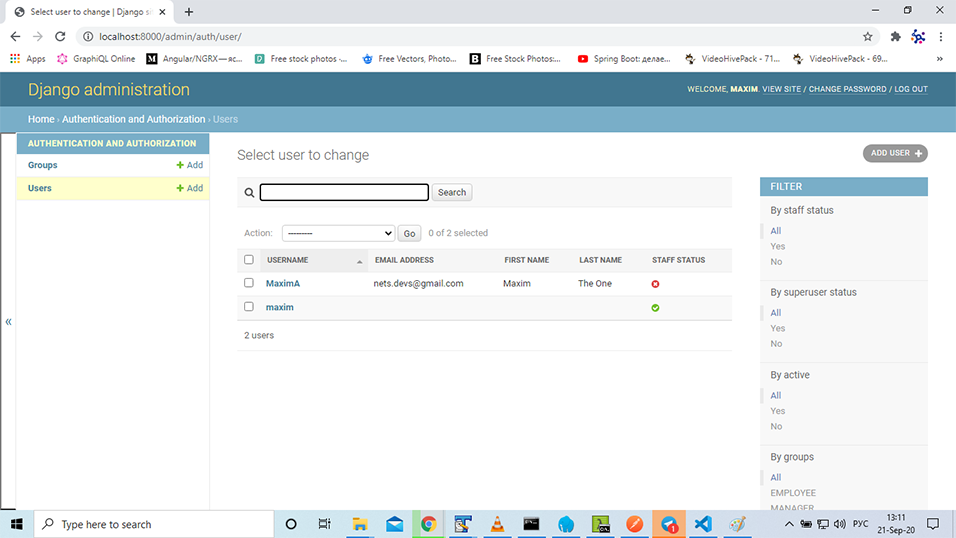 Select user to change | Django si
localhost:8000/admin/auth/user/
Apps GraphiQL Online Angular/NGRX — яс... Free stock photos -... Free Vectors, Photo... Free Stock Photos:... Spring Boot: делае... VideoHivePack - 71... VideoHivePack - 69... »
Django administration
WELCOME, MAXIM. VIEW SITE / CHANGE PASSWORD / LOG OUT
Home › Authentication and Authorization › Users
AUTHENTICATION AND AUTHORIZATION
Groups + Add
Users + Add
«
Select user to change
ADD USER +
Search
Action: --------- Go 0 of 2 selected
USERNAME EMAIL ADDRESS FIRST NAME LAST NAME STAFF STATUS
MaximA nets.devs@gmail.com Maxim The One
maxim
2 users
FILTER
By staff status
All
Yes
No
By superuser status
All
Yes
No
By active
All
Yes
No
By groups
All
EMPLOYEE
MANAGER
Type here to search
1
РУС
13:11
21-Sep-20